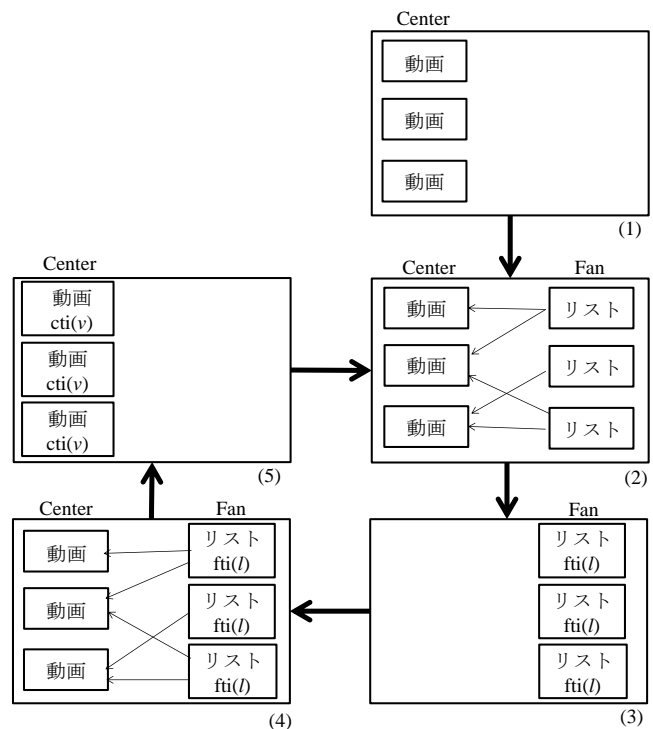 Center
動画
動画
動画
(1)
Center
動画
cti(v)
動画
cti(v)
動画
cti(v)
(5)
Center Fan
動画 リスト
動画 リスト
動画 リスト
(2)
Center Fan
動画 リスト
fti(l)
動画 リスト
fti(l)
動画 リスト
fti(l)
(4)
Fan
リスト
fti(l)
リスト
fti(l)
リスト
fti(l)
(3)